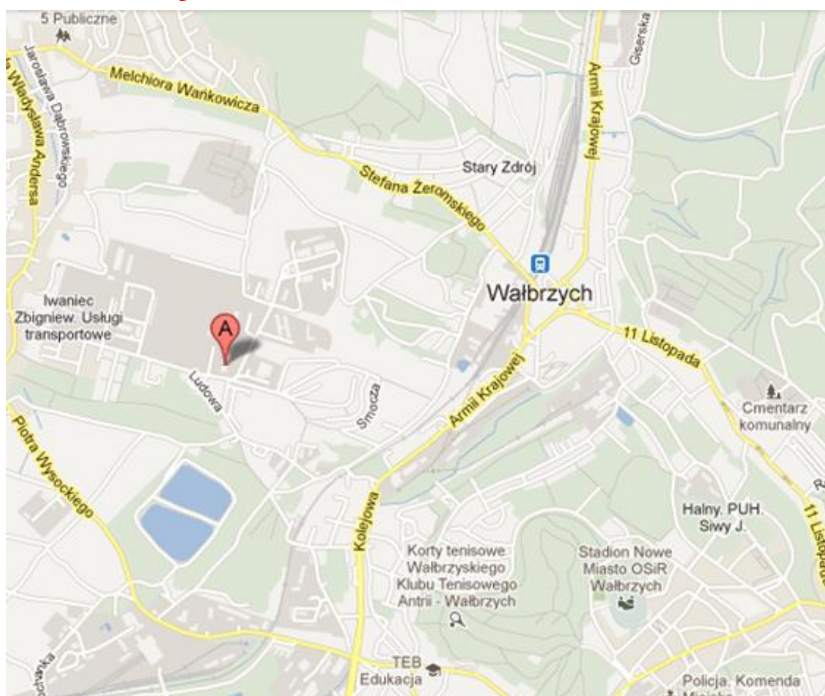 5 Publiczne
Jarosława Dąbrowskiego
Władysława Andersa
Melchiora Wańkowicza
Giserska
Armii Krajowej
Stary Zdrój
Stefana Żeromskiego
Wałbrzych
Iwaniec
Zbigniew. Usługi
transportowe
A
11 Listopada
Ludowa
Smocza
Armii Krajowej
Cmentarz
komunalny
Piotra Wysockiego
Kolejowa
Halny. PUH.
Siwy J.
11 Listopada
Korty tenisowe
Wałbrzyskiego
Klubu Tenisowego
Antrii - Wałbrzych
Stadion Nowe
Miasto OSiR
Wałbrzych
TEB
Edukacja
Policja. Komenda